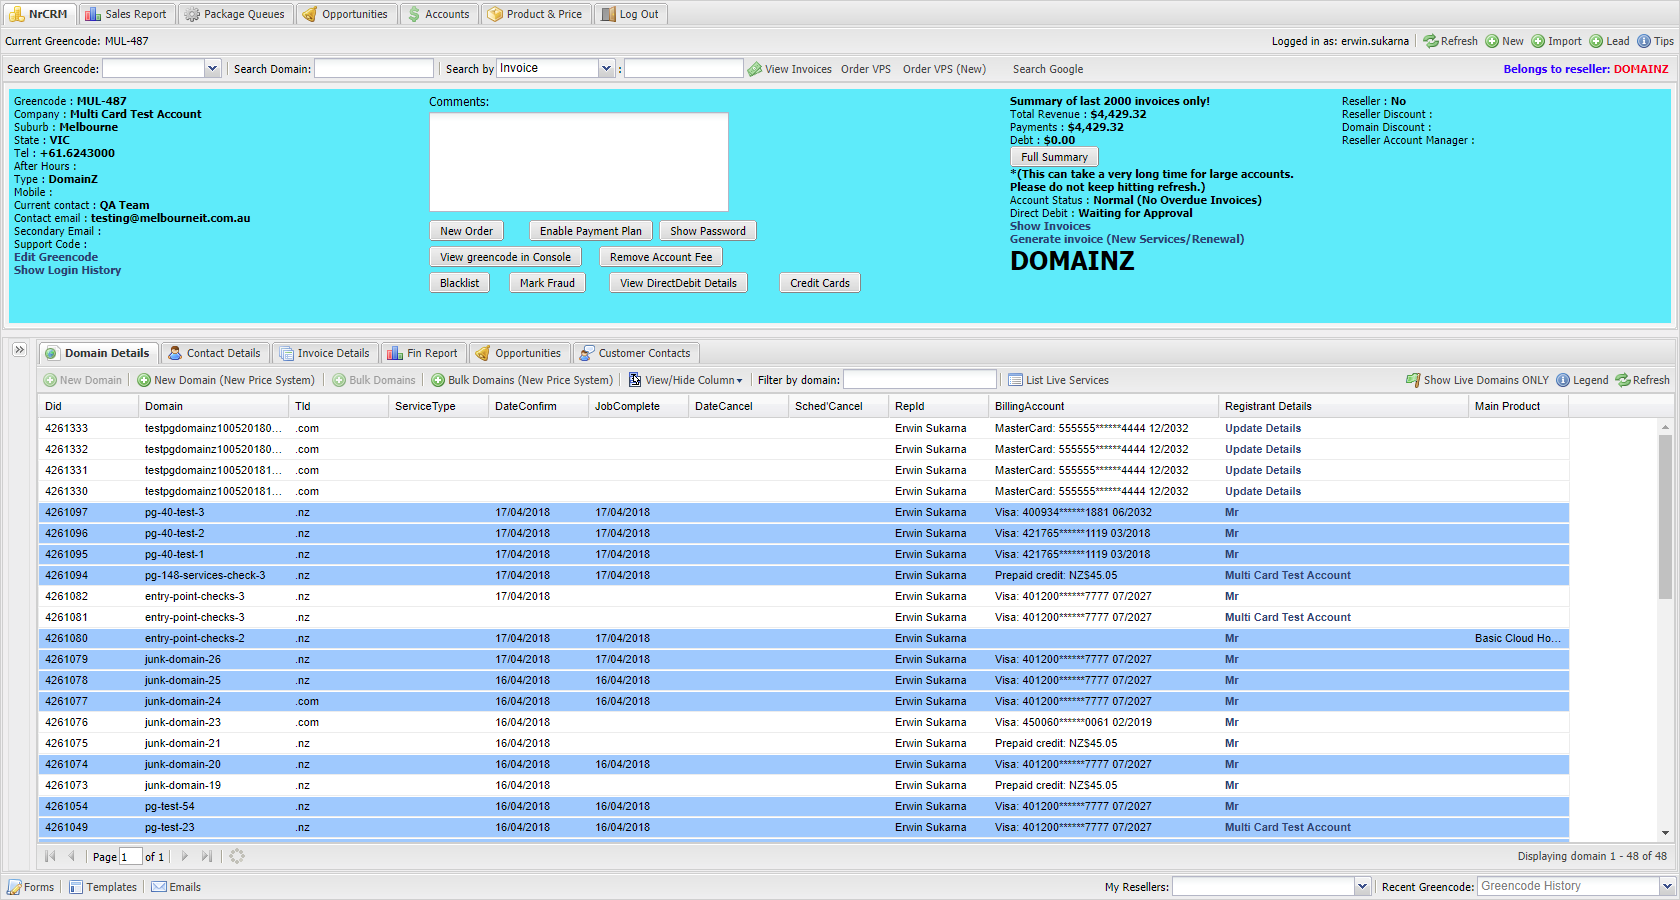 NrCRM Sales Report Package Queues Opportunities Accounts Product & Price Log Out
Current Greencode: MUL-487 Logged in as: erwin.sukarna Refresh New Import Lead Tips
Search Greencode: Search Domain: Search by Invoice : View Invoices Order VPS Order VPS (New) Search Google Belongs to reseller: DOMAINZ
Greencode : MUL-487
Company : Multi Card Test Account
Suburb : Melbourne
State : VIC
Tel : +61.6243000
After Hours :
Type : DomainZ
Mobile :
Current contact : QA Team
Contact email : testing@melbourneit.com.au
Secondary Email :
Support Code :
Edit Greencode
Show Login History
Comments:
New Order Enable Payment Plan Show Password
View greencode in Console Remove Account Fee
Blacklist Mark Fraud View DirectDebit Details Credit Cards
Summary of last 2000 invoices only!
Total Revenue : $4,429.32
Payments : $4,429.32
Debt : $0.00
Full Summary
*(This can take a very long time for large accounts.
Please do not keep hitting refresh.)
Account Status : Normal (No Overdue Invoices)
Direct Debit : Waiting for Approval
Show Invoices
Generate invoice (New Services/Renewal)
DOMAINZ
Reseller : No
Reseller Discount :
Domain Discount :
Reseller Account Manager :
Domain Details Contact Details Invoice Details Fin Report Opportunities Customer Contacts
New Domain New Domain (New Price System) Bulk Domains Bulk Domains (New Price System) View/Hide Column Filter by domain: List Live Services Show Live Domains ONLY Legend Refresh
Did Domain Tld ServiceType DateConfirm JobComplete DateCancel Sched'Cancel RepId BillingAccount Registrant Details Main Product
4261333 testpgdomainz100520180... .com Erwin Sukarna MasterCard: 555555******4444 12/2032 Update Details
4261332 testpgdomainz100520180... .com Erwin Sukarna MasterCard: 555555******4444 12/2032 Update Details
4261331 testpgdomainz100520181... .com Erwin Sukarna MasterCard: 555555******4444 12/2032 Update Details
4261330 testpgdomainz100520181... .com Erwin Sukarna MasterCard: 555555******4444 12/2032 Update Details
4261097 pg-40-test-3 .nz 17/04/2018 17/04/2018 Erwin Sukarna Visa: 400934******1881 06/2032 Mr
4261096 pg-40-test-2 .nz 17/04/2018 17/04/2018 Erwin Sukarna Visa: 421765******1119 03/2018 Mr
4261095 pg-40-test-1 .nz 17/04/2018 17/04/2018 Erwin Sukarna Visa: 421765******1119 03/2018 Mr
4261094 pg-148-services-check-3 .nz 17/04/2018 17/04/2018 Erwin Sukarna Prepaid credit: NZ$45.05 Multi Card Test Account
4261082 entry-point-checks-3 .nz 17/04/2018 Erwin Sukarna Visa: 401200******7777 07/2027 Mr
4261081 entry-point-checks-3 .nz Erwin Sukarna Visa: 401200******7777 07/2027 Multi Card Test Account
4261080 entry-point-checks-2 .nz 17/04/2018 17/04/2018 Erwin Sukarna Mr Basic Cloud Ho...
4261079 junk-domain-26 .nz 17/04/2018 17/04/2018 Erwin Sukarna Visa: 401200******7777 07/2027 Mr
4261078 junk-domain-25 .nz 16/04/2018 16/04/2018 Erwin Sukarna Visa: 401200******7777 07/2027 Mr
4261077 junk-domain-24 .com 16/04/2018 16/04/2018 Erwin Sukarna Visa: 401200******7777 07/2027 Mr
4261076 junk-domain-23 .com 16/04/2018 Erwin Sukarna Visa: 450060******0061 02/2019 Mr
4261075 junk-domain-21 .nz 16/04/2018 Erwin Sukarna Prepaid credit: NZ$45.05 Mr
4261074 junk-domain-20 .nz 16/04/2018 16/04/2018 Erwin Sukarna Visa: 401200******7777 07/2027 Mr
4261073 junk-domain-19 .nz 16/04/2018 Erwin Sukarna Prepaid credit: NZ$45.05 Mr
4261054 pg-test-54 .nz 16/04/2018 16/04/2018 Erwin Sukarna Visa: 401200******7777 07/2027 Mr
4261049 pg-test-23 .nz 16/04/2018 16/04/2018 Erwin Sukarna Visa: 401200******7777 07/2027 Multi Card Test Account
Page 1 of 1 Displaying domain 1 - 48 of 48
Forms Templates Emails My Resellers: Recent Greencode: Greencode History